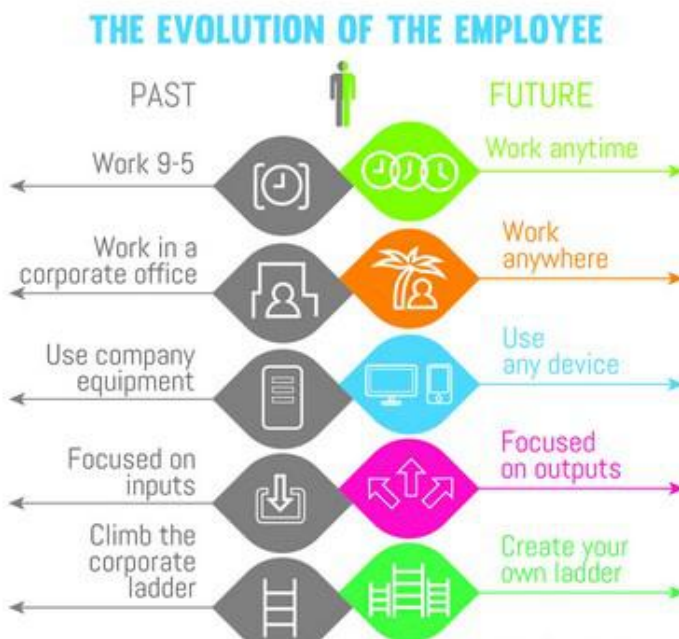 THE EVOLUTION OF THE EMPLOYEE
PAST
FUTURE
Work 9-5
Work anytime
Work in a
corporate office
Work
anywhere
Use company
equipment
Use
any device
Focused on
inputs
Focused
on outputs
Climb the
corporate
ladder
Create your
own ladder